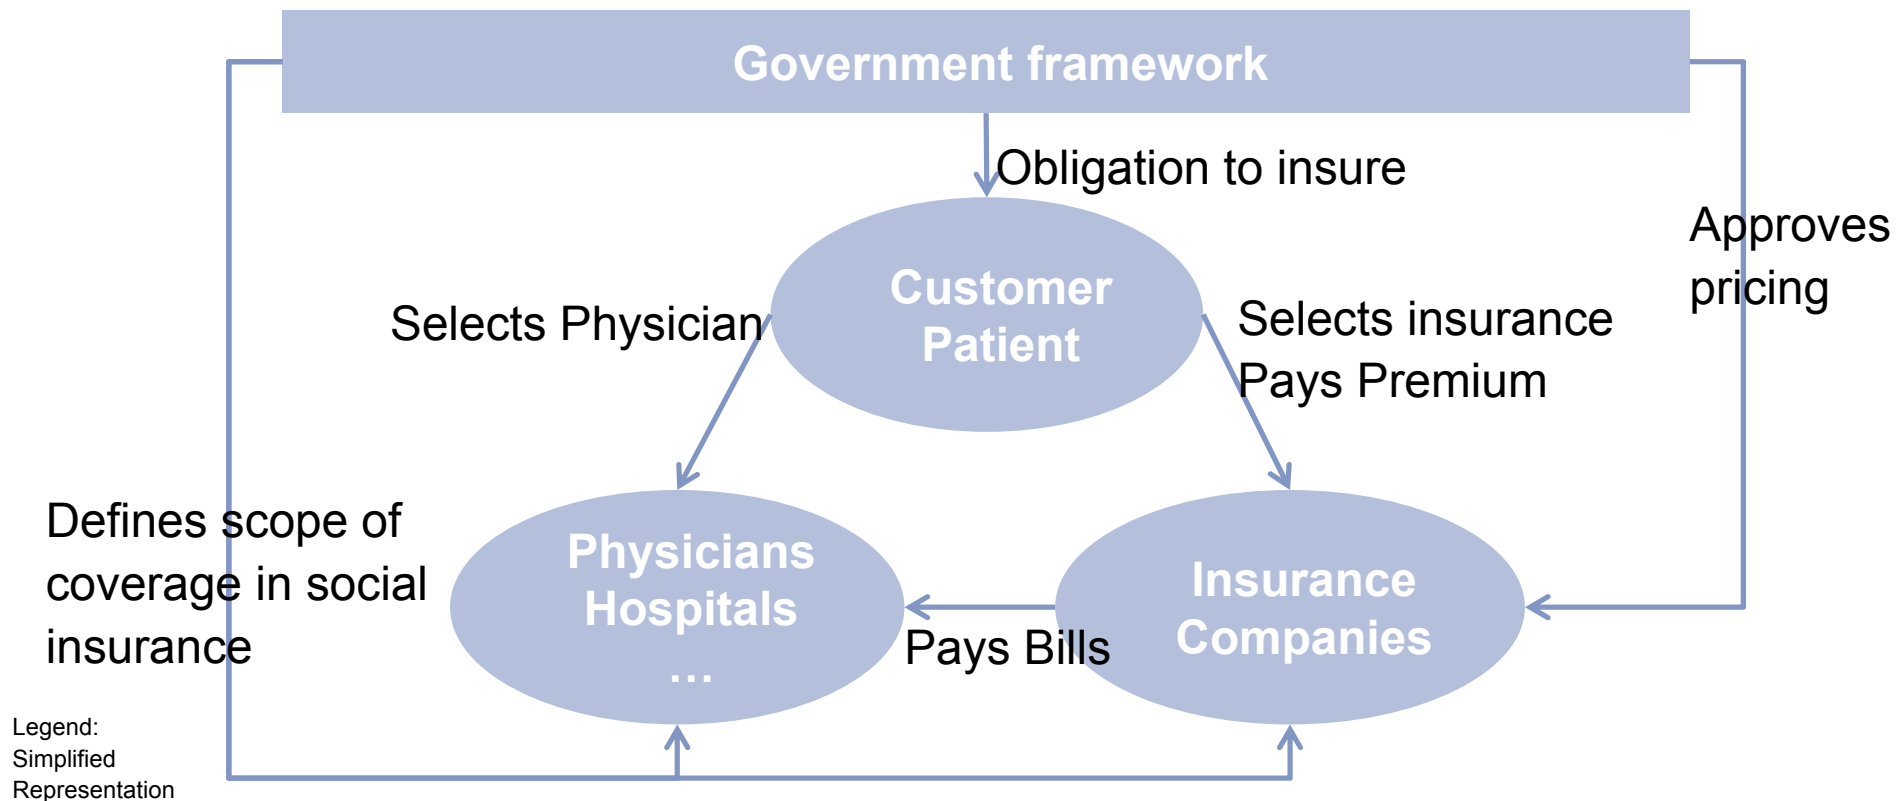 Government framework
Obligation to insure
Approves
pricing
Customer
Patient
Selects Physician
Selects insurance
Pays Premium
Defines scope of
coverage in social
insurance
Physicians
Hospitals
…
Insurance
Companies
Pays Bills
Legend:
Simplified
Representation